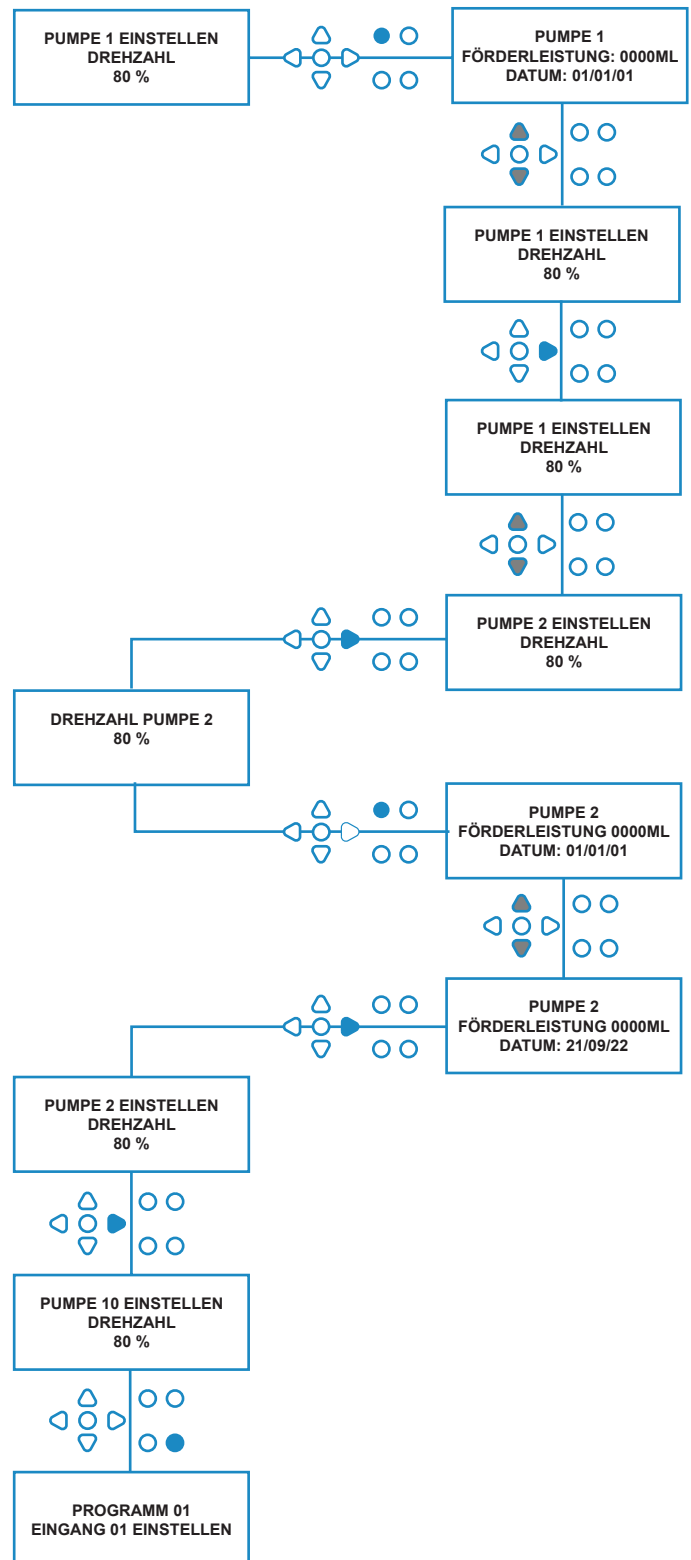 PUMPE 1 EINSTELLEN
DREHZAHL
80 %
PUMPE 1
FÖRDERLEISTUNG: 0000ML
DATUM: 01/01/01
PUMPE 1 EINSTELLEN
DREHZAHL
80 %
PUMPE 1 EINSTELLEN
DREHZAHL
80 %
PUMPE 2 EINSTELLEN
DREHZAHL
80 %
DREHZAHL PUMPE 2
80 %
PUMPE 2
FÖRDERLEISTUNG 0000ML
DATUM: 01/01/01
PUMPE 2
FÖRDERLEISTUNG 0000ML
DATUM: 21/09/22
PUMPE 2 EINSTELLEN
DREHZAHL
80 %
PUMPE 10 EINSTELLEN
DREHZAHL
80 %
PROGRAMM 01
EINGANG 01 EINSTELLEN